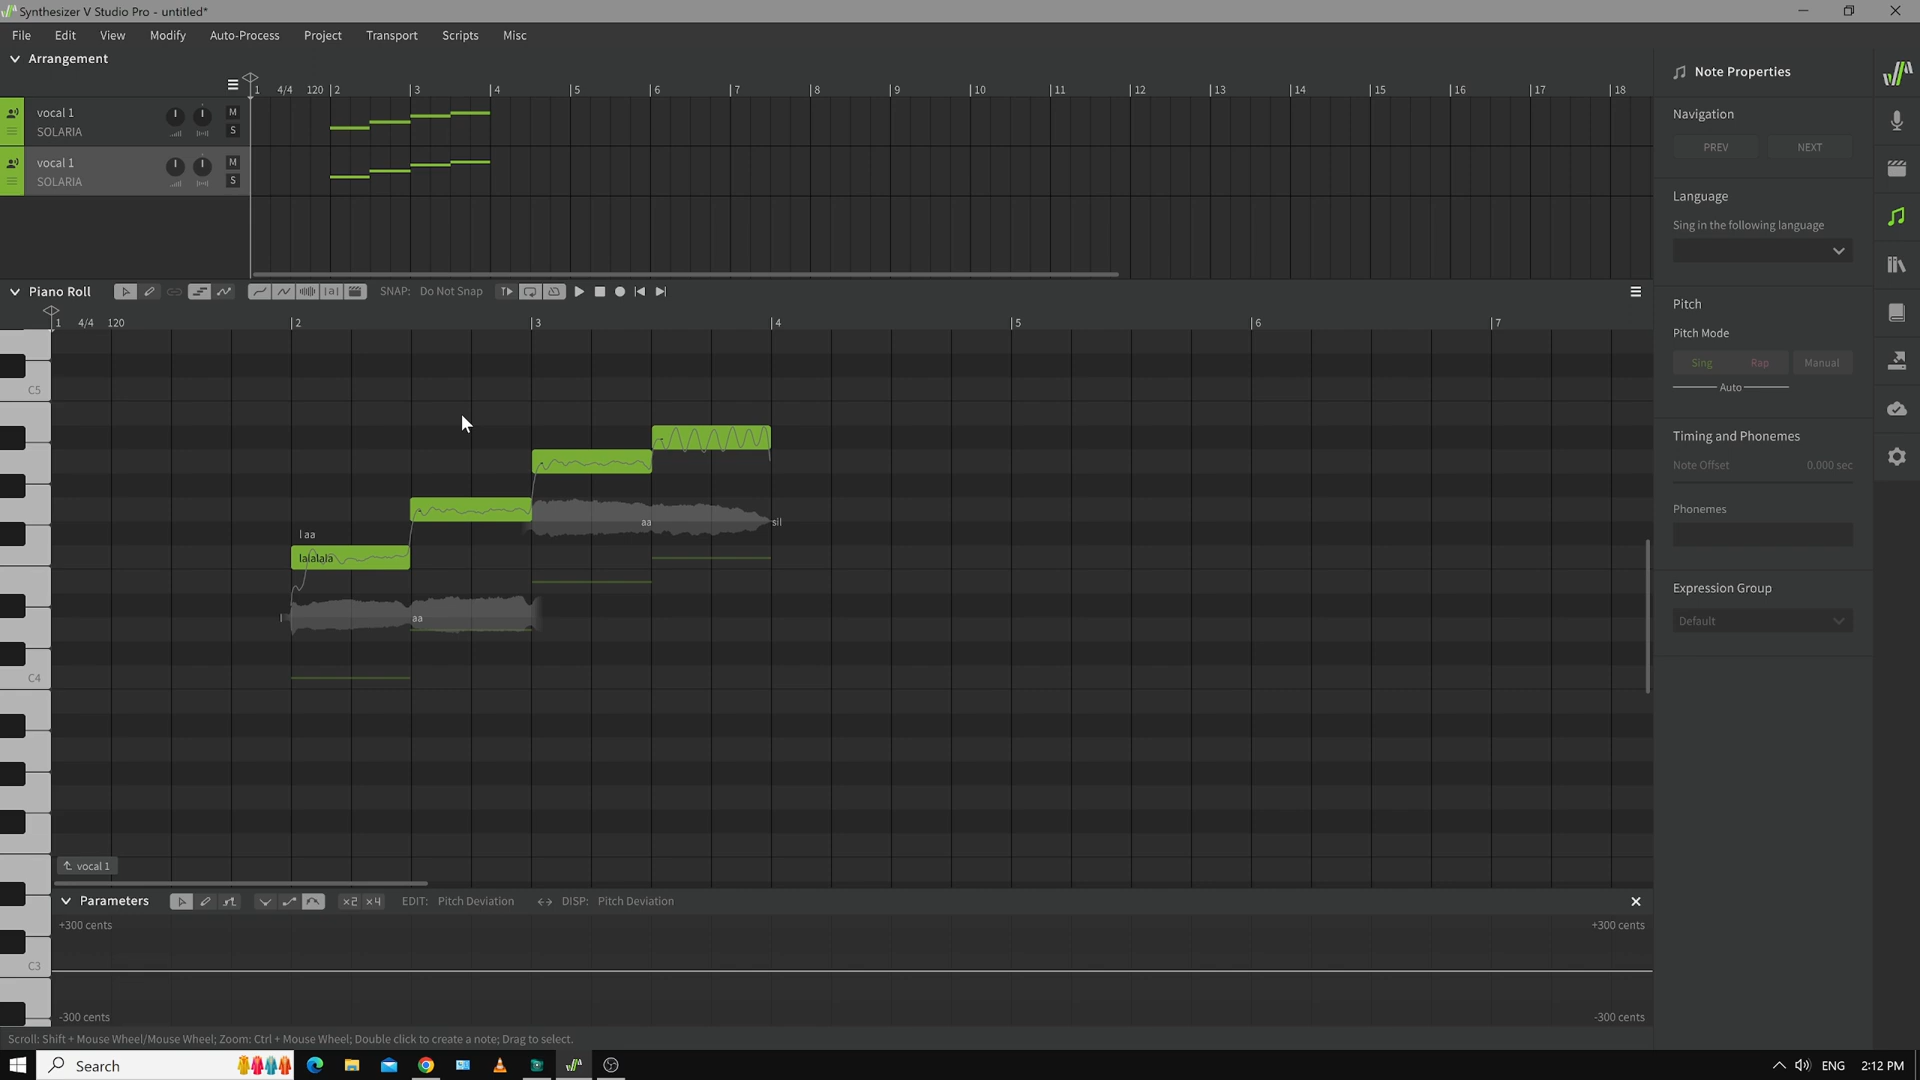 Synthesizer V Studio Pro - untitled*
File Edit View Modify Auto-Process Project Transport Scripts Misc
Arrangement
1 4/4 120 2 3 4 5 6 7 8 9 10 11 12 13 14 15 16 17 18
vocal 1 M
SOLARIA S
vocal 1 M
SOLARIA S
Piano Roll SNAP: Do Not Snap
1 4/4 120 2 3 4 5 6 7
C5
l aa
lalalala
aa sil
l aa
C4
vocal 1
Parameters x2 x4 EDIT: Pitch Deviation DISP: Pitch Deviation
+300 cents +300 cents
C3
-300 cents -300 cents
Scroll: Shift + Mouse Wheel/Mouse Wheel; Zoom: Ctrl + Mouse Wheel; Double click to create a note; Drag to select.
Note Properties
Navigation
PREV NEXT
Language
Sing in the following language
Pitch
Pitch Mode
Sing Rap Manual
Auto
Timing and Phonemes
Note Offset 0.000 sec
Phonemes
Expression Group
Default
Search ENG 2:12 PM